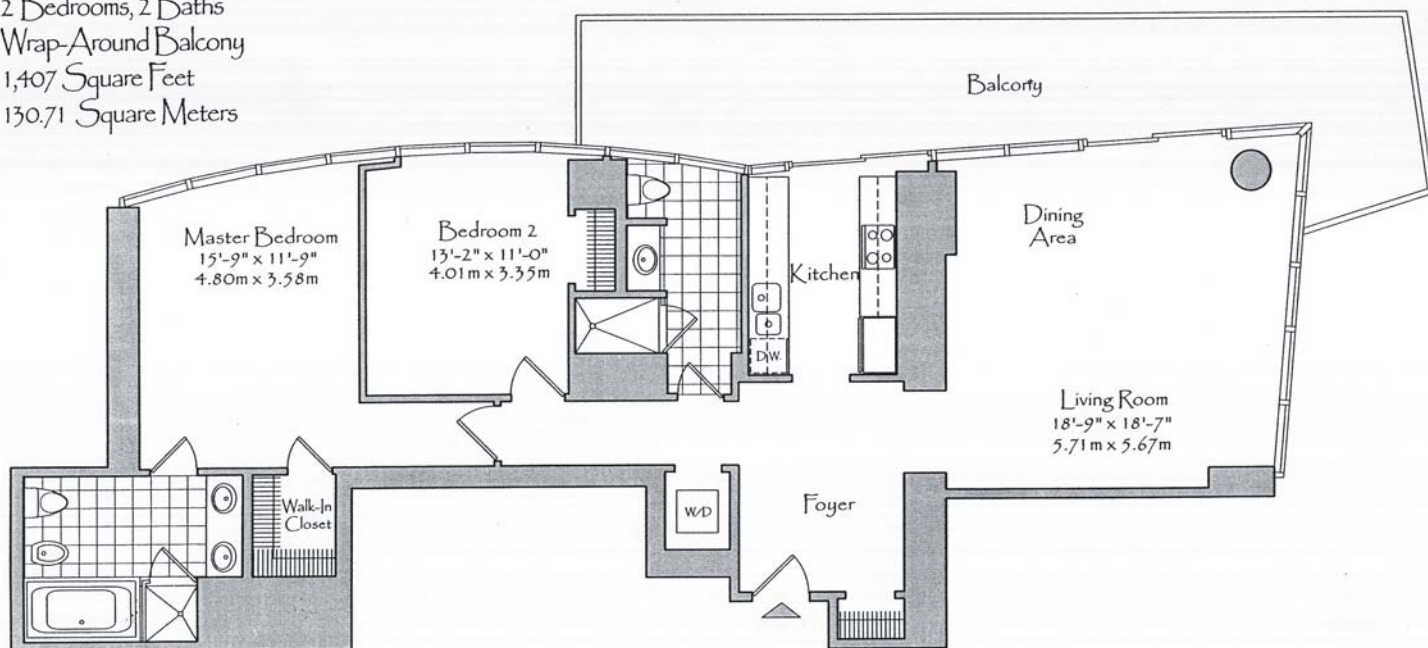 2 Bedrooms, 2 Baths
Wrap-Around Balcony
1,407 Square Feet
130.71 Square Meters
Balcony
Master Bedroom
15'-9" x 11'-9"
4.80m x 3.58m
Bedroom 2
13'-2" x 11'-0"
4.01m x 3.35m
Kitchen
D.W.
Dining
Area
Living Room
18'-9" x 18'-7"
5.71m x 5.67m
Walk-In
Closet
W/D
Foyer